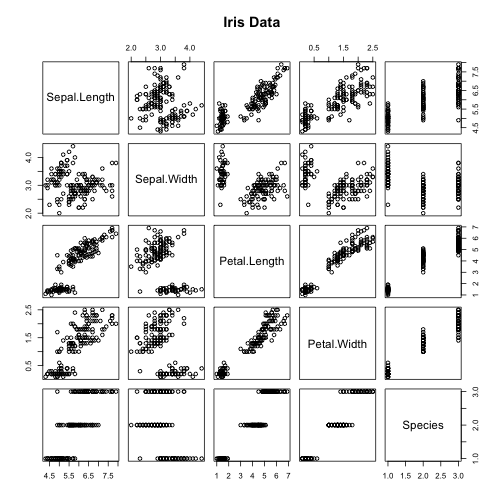 Iris Data
2.0 3.0 4.0
0.5 1.5 2.5
Sepal.Length
4.5 5.5 6.5 7.5
2.0 3.0 4.0
Sepal.Width
Petal.Length
1 2 3 4 5 6 7
0.5 1.5 2.5
Petal.Width
Species
1.0 2.0 3.0
4.5 5.5 6.5 7.5
1 2 3 4 5 6 7
1.0 1.5 2.0 2.5 3.0